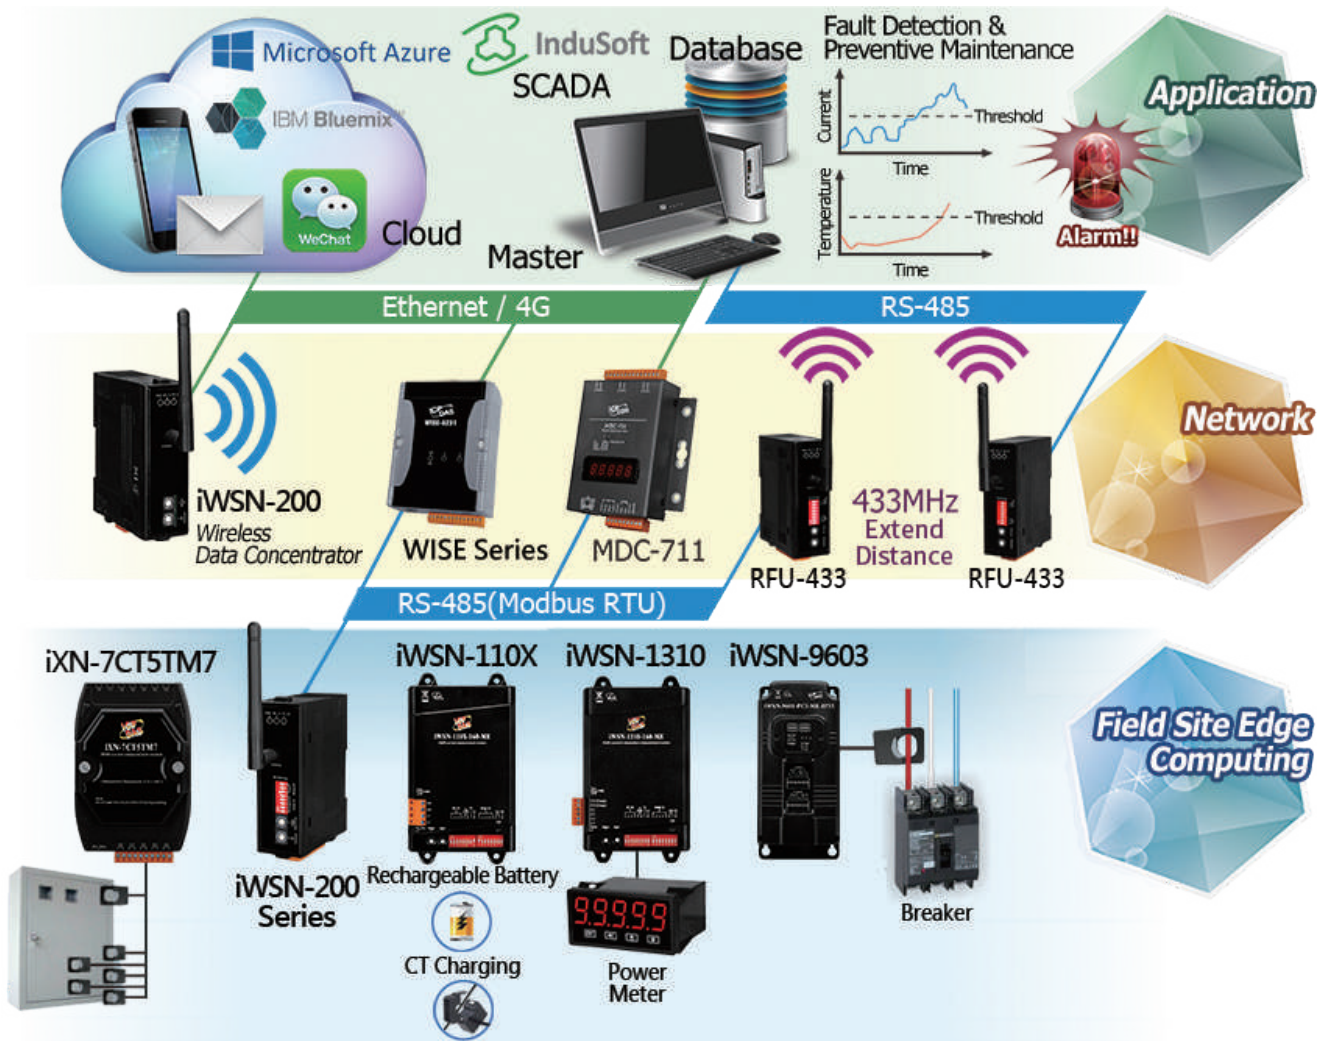 Microsoft Azure
InduSoft
SCADA
Database
Fault Detection &
Preventive Maintenance
Application
IBM Bluemix
WeChat
Cloud
Master
Current
Threshold
Time
Temperature
Threshold
Time
Alarm!!
Ethernet / 4G
RS-485
Network
iWSN-200
Wireless
Data Concentrator
WISE Series
MDC-711
433MHz
Extend
Distance
RFU-433
RFU-433
RS-485(Modbus RTU)
iXN-7CT5TM7
iWSN-110X
iWSN-1310
iWSN-9603
iXN-7CT5TM7
Field Site Edge
Computing
iWSN-200
Series
Rechargeable Battery
CT Charging
99999
Power
Meter
Breaker